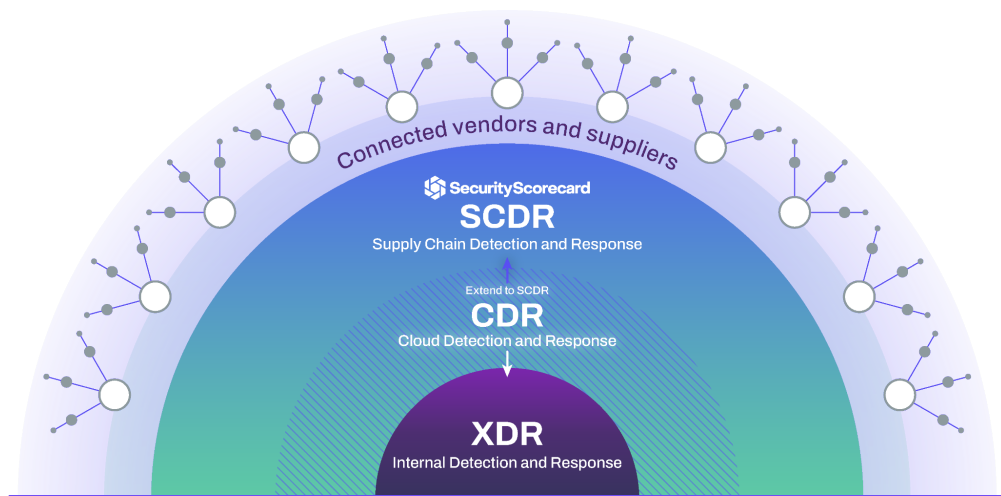 Connected vendors and suppliers
SecurityScorecard
SCDR
Supply Chain Detection and Response
Extend to SCDR
CDR
Cloud Detection and Response
XDR
Internal Detection and Response